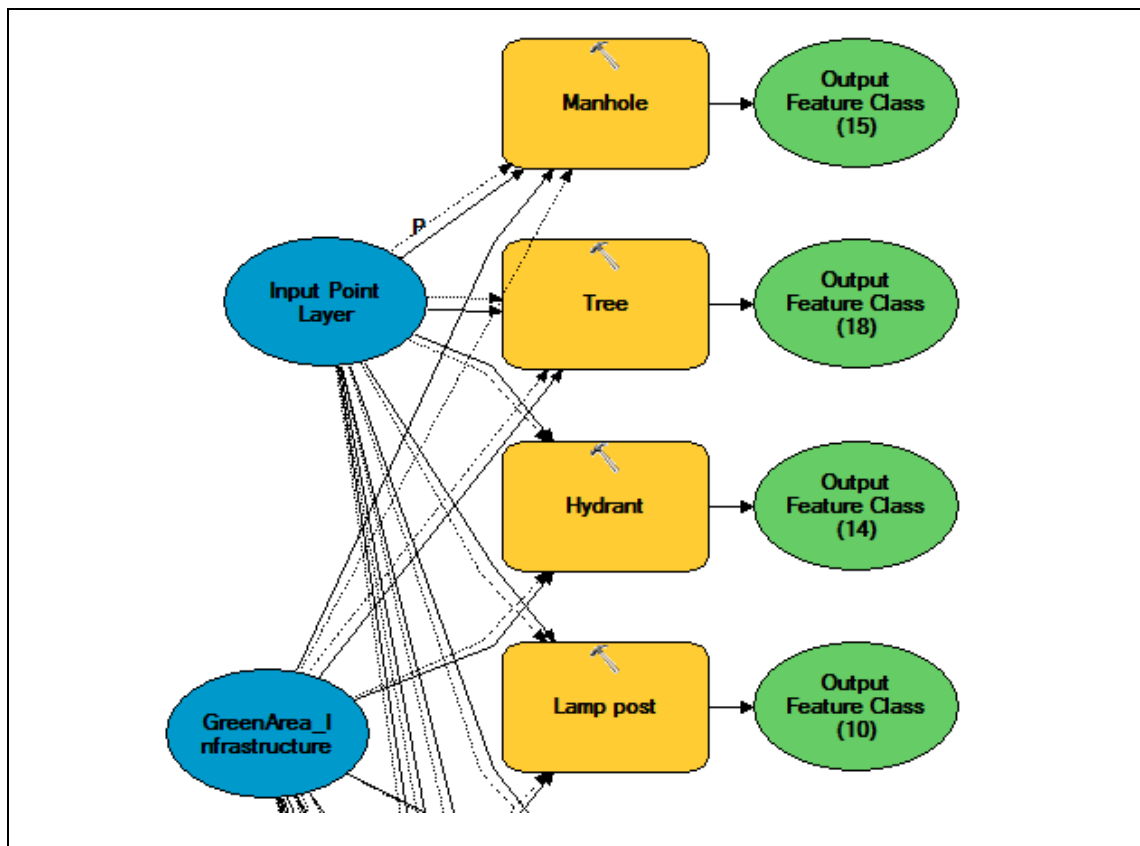 Manhole
Output
Feature Class
(15)
P
Input Point
Layer
Tree
Output
Feature Class
(18)
Hydrant
Output
Feature Class
(14)
GreenArea_I
nfrastructure
Lamp post
Output
Feature Class
(10)